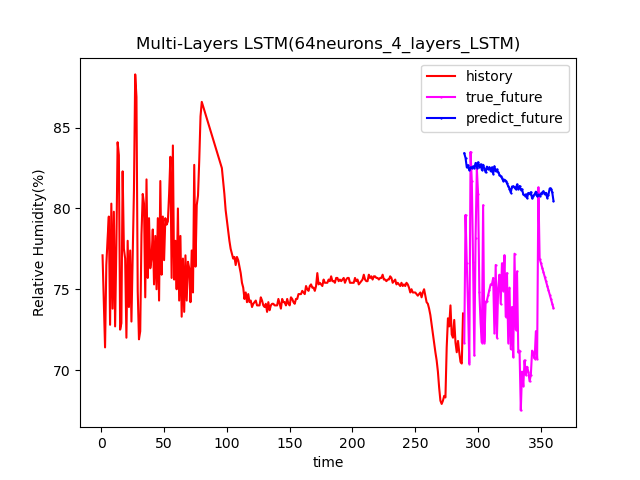 Multi-Layers LSTM(64neurons_4_layers_LSTM)
history
true_future
predict_future
Relative Humidity(%)
85
80
75
70
0
50
100
150
200
250
300
350
time